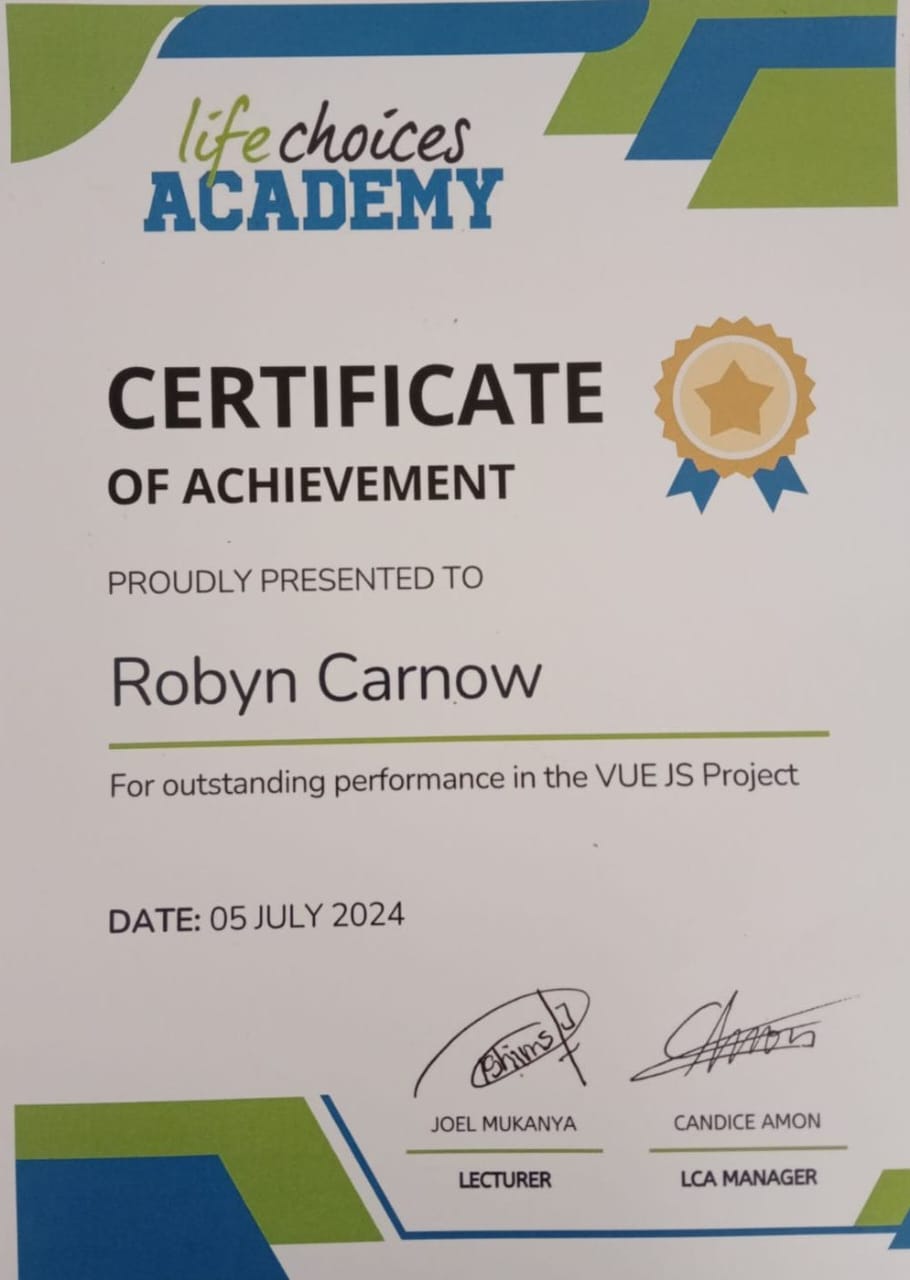 life choices
ACADEMY
CERTIFICATE
OF ACHIEVEMENT
PROUDLY PRESENTED TO
Robyn Carnow
For outstanding performance in the VUE JS Project
DATE: 05 JULY 2024
JOEL MUKANYA
CANDICE AMON
LECTURER
LCA MANAGER